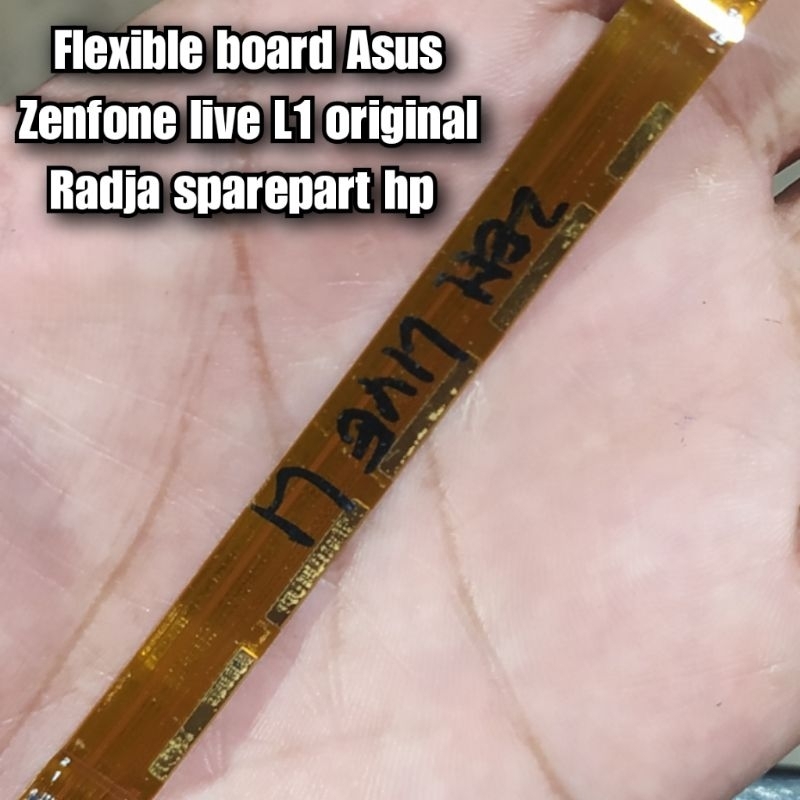 Flexible board Asus
Zenfone live L1 original
Radja sparepart hp
ZEN LIVE L1